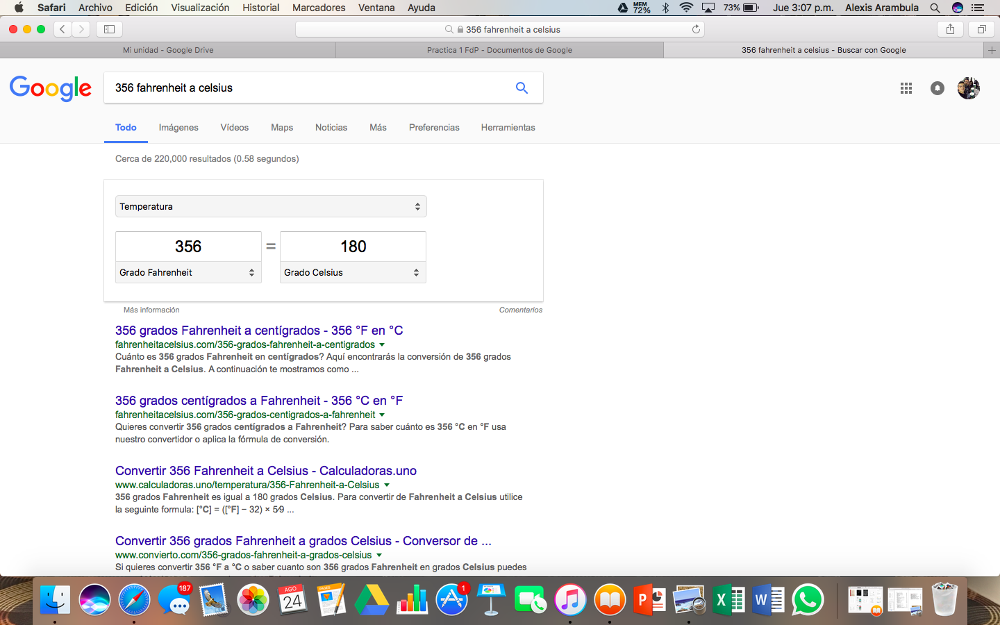 Safari Archivo Edición Visualización Historial Marcadores Ventana Ayuda MEM 72% 73% Jue 3:07 p.m. Alexis Arambula
356 fahrenheit a celsius
Mi unidad - Google Drive Practica 1 FdP - Documentos de Google 356 fahrenheit a celsius - Buscar con Google
Google 356 fahrenheit a celsius
Todo Imágenes Vídeos Maps Noticias Más Preferencias Herramientas
Cerca de 220,000 resultados (0.58 segundos)
Temperatura
356 = 180
Grado Fahrenheit Grado Celsius
Más información Comentarios
356 grados Fahrenheit a centígrados - 356 °F en °C
fahrenheitacelsius.com/356-grados-fahrenheit-a-centigrados
Cuánto es 356 grados Fahrenheit en centígrados? Aquí encontrarás la conversión de 356 grados
Fahrenheit a Celsius. A continuación te mostramos como ...
356 grados centígrados a Fahrenheit - 356 °C en °F
fahrenheitacelsius.com/356-grados-centigrados-a-fahrenheit
Quieres convertir 356 grados centígrados a Fahrenheit? Para saber cuánto es 356 °C en °F usa
nuestro convertidor o aplica la fórmula de conversión.
Convertir 356 Fahrenheit a Celsius - Calculadoras.uno
www.calculadoras.uno/temperatura/356-Fahrenheit-a-Celsius
356 grados Fahrenheit es igual a 180 grados Celsius. Para convertir de Fahrenheit a Celsius utilice
la seguinte formula: [°C] = ([°F] − 32) × 5⁄9 ...
Convertir 356 grados Fahrenheit a grados Celsius - Conversor de ...
www.convierto.com/356-grados-fahrenheit-a-grados-celsius
Si quieres convertir 356 °F a °C o saber cuanto son 356 grados Fahrenheit en grados Celsius puedes
187 AGO 24 PAGES 1 P X W